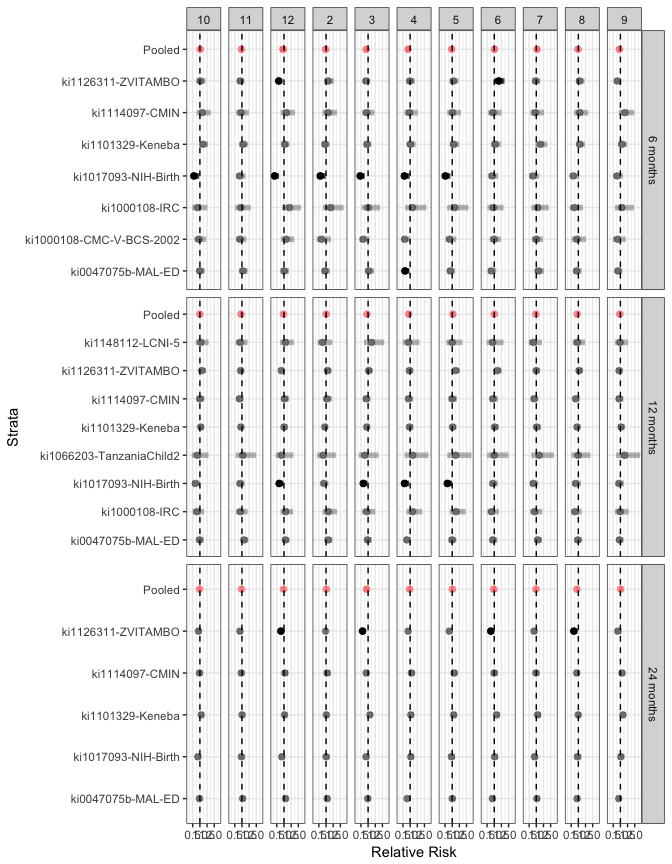 10 11 12 2 3 4 5 6 7 8 9
Pooled
ki1126311-ZVITAMBO
ki1114097-CMIN
ki1101329-Keneba
ki1017093-NIH-Birth
ki1000108-IRC
ki1000108-CMC-V-BCS-2002
ki0047075b-MAL-ED
6 months
Pooled
ki1148112-LCNI-5
ki1126311-ZVITAMBO
ki1114097-CMIN
ki1101329-Keneba
ki1066203-TanzaniaChild2
ki1017093-NIH-Birth
ki1000108-IRC
ki0047075b-MAL-ED
12 months
Pooled
ki1126311-ZVITAMBO
ki1114097-CMIN
ki1101329-Keneba
ki1017093-NIH-Birth
ki0047075b-MAL-ED
24 months
Strata
Relative Risk